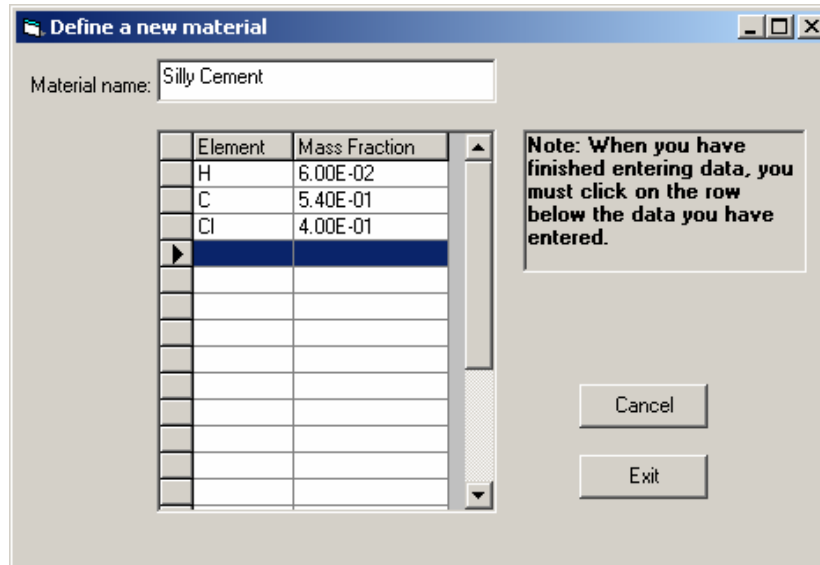 Define a new material
Material name: Silly Cement
Element Mass Fraction
H 6.00E-02
C 5.40E-01
Cl 4.00E-01
Note: When you have
finished entering data, you
must click on the row
below the data you have
entered.
Cancel
Exit